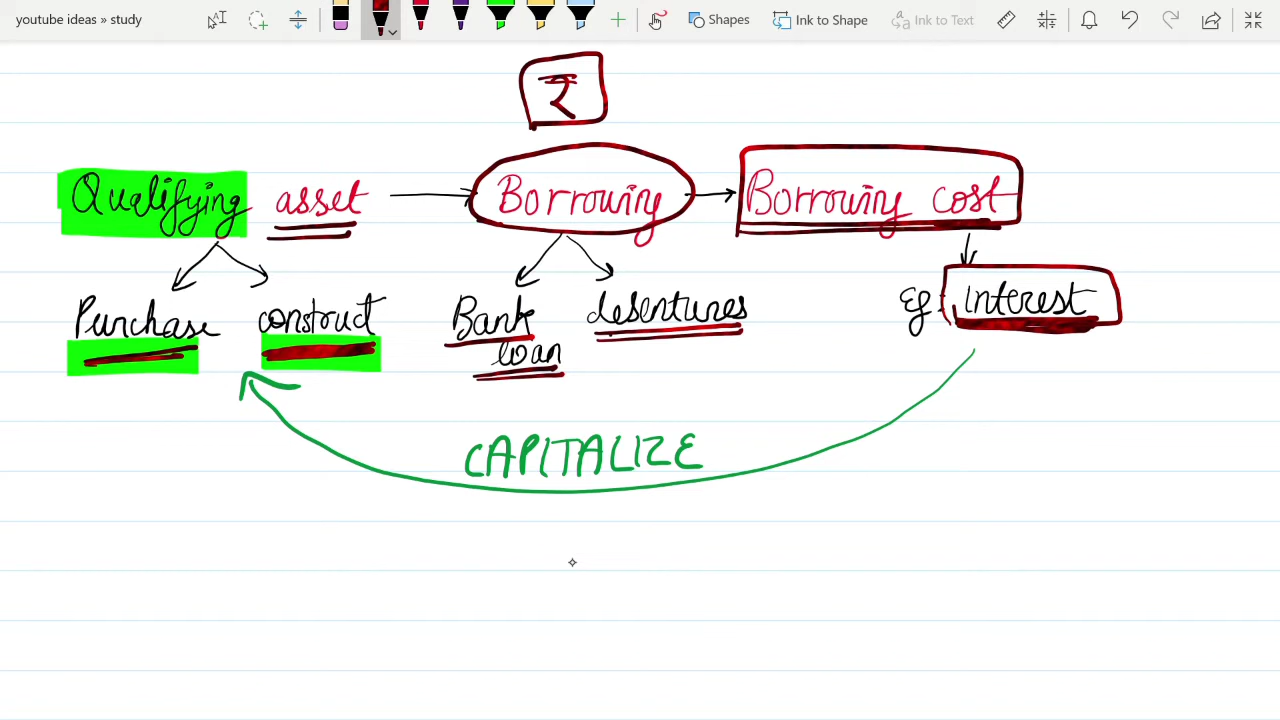 youtube ideas » study
Shapes
Ink to Shape
Ink to Text
₹
Qualifying asset
Borrowing
Borrowing cost
Purchase
construct
Bank loan
desentures
Eg. interest
CAPITALIZE